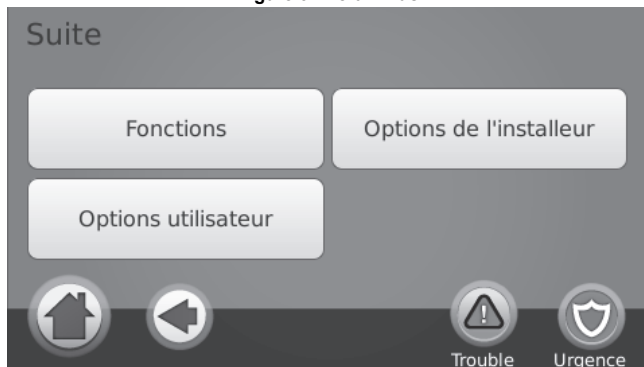 Suite
Fonctions
Options de l'installeur
Options utilisateur
Trouble
Urgence